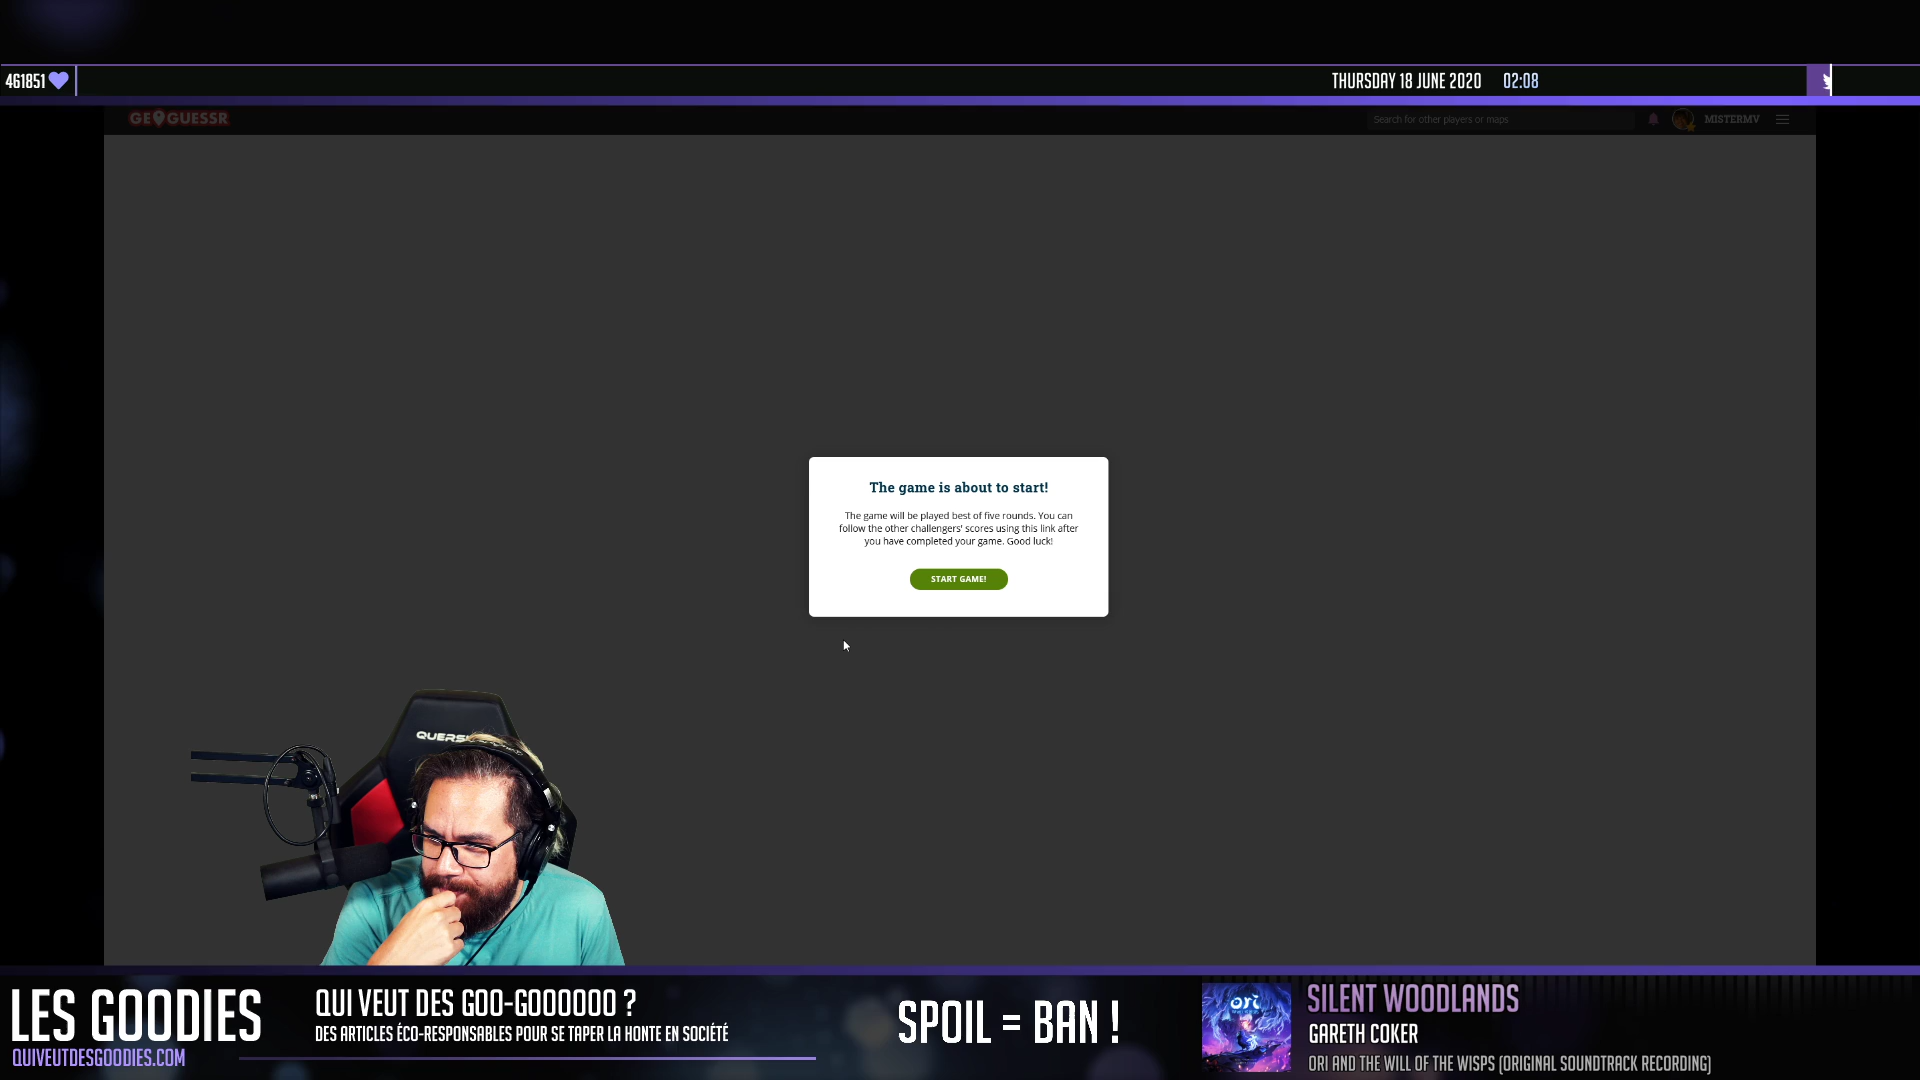 461851
THURSDAY 18 JUNE 2020 02:08
GEOGUESSR
Search for other players or maps
MISTERMV
The game is about to start!
The game will be played best of five rounds. You can
follow the other challengers' scores using this link after
you have completed your game. Good luck!
START GAME!
LES GOODIES
QUIVEUTDESGOODIES.COM
QUI VEUT DES GOO-GOOOOOO ?
DES ARTICLES ÉCO-RESPONSABLES POUR SE TAPER LA HONTE EN SOCIÉTÉ
SPOIL = BAN !
ori
SILENT WOODLANDS
GARETH COKER
ORI AND THE WILL OF THE WISPS (ORIGINAL SOUNDTRACK RECORDING)